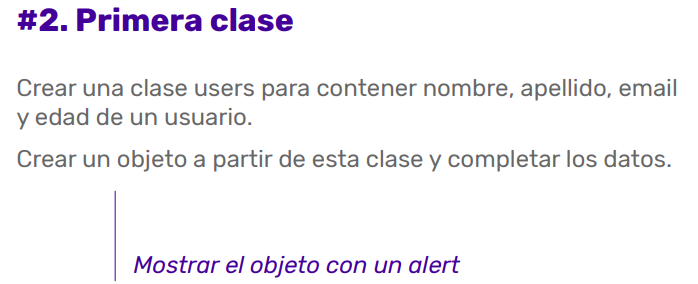 #2. Primera clase
Crear una clase users para contener nombre, apellido, email
y edad de un usuario.
Crear un objeto a partir de esta clase y completar los datos.
Mostrar el objeto con un alert